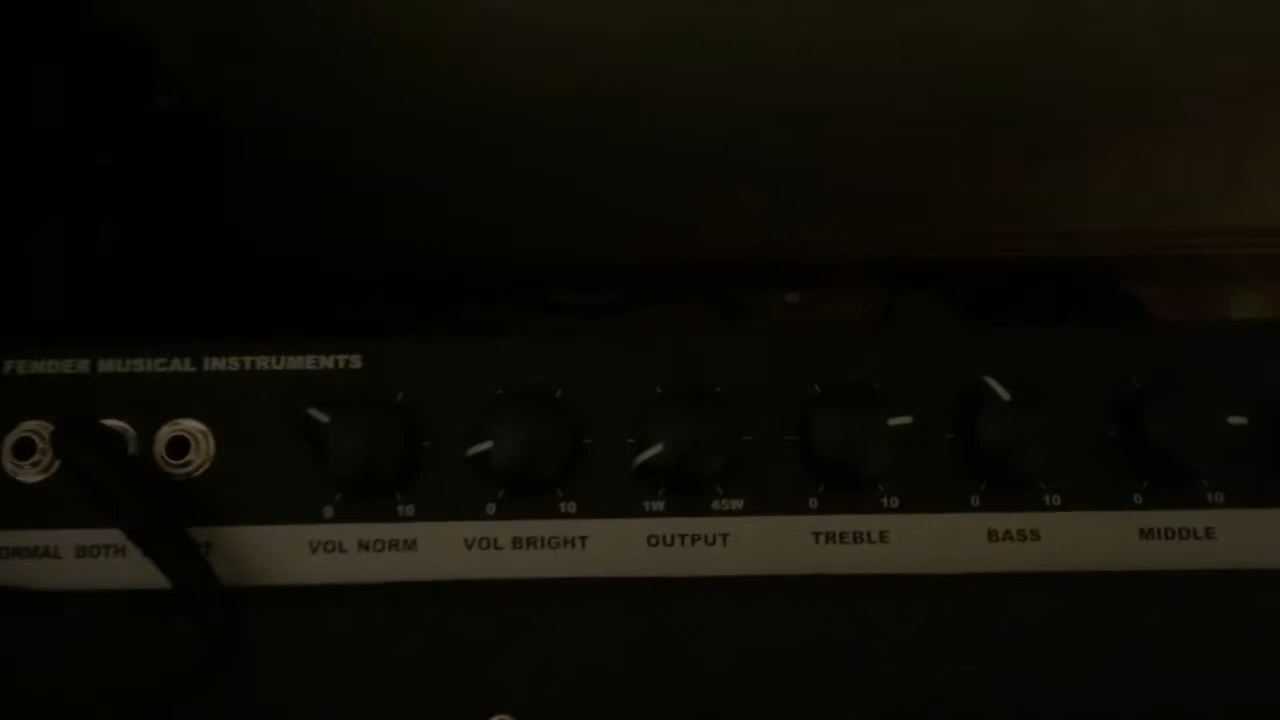 FENDER MUSICAL INSTRUMENTS
0 10 0 10 1W 45W 0 10 0 10 0 10
ORMAL BOTH VOL NORM VOL BRIGHT OUTPUT TREBLE BASS MIDDLE